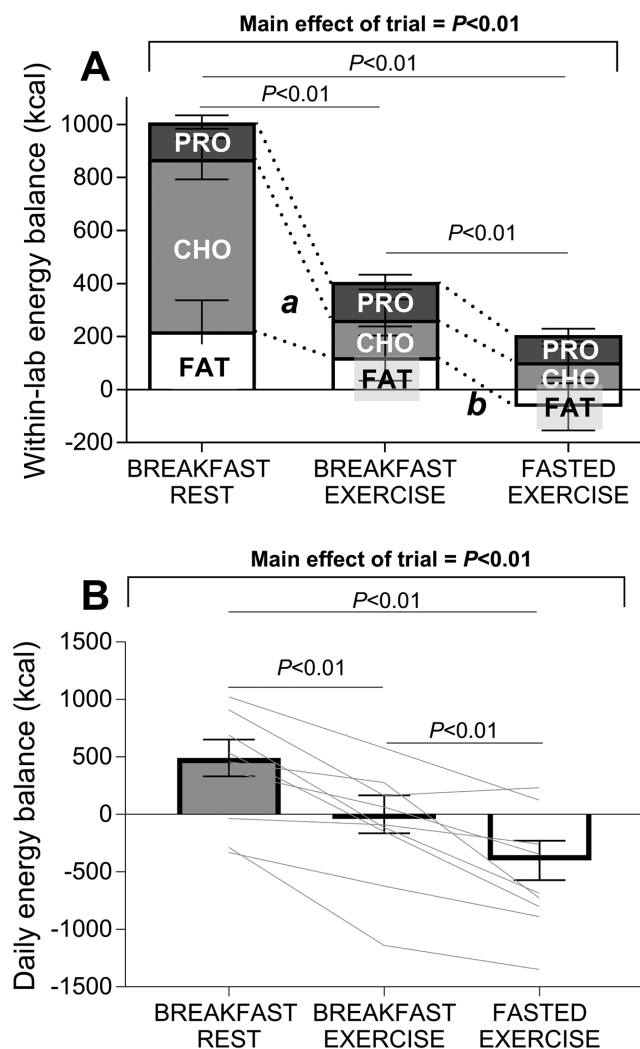 Main effect of trial = P<0.01
A
P<0.01
P<0.01
P<0.01
Within-lab energy balance (kcal)
1000
800
600
400
200
0
-200
PRO
CHO
FAT
a
PRO
CHO
FAT
b
PRO
CHO
FAT
BREAKFAST
REST
BREAKFAST
EXERCISE
FASTED
EXERCISE
Main effect of trial = P<0.01
B
P<0.01
P<0.01
P<0.01
Daily energy balance (kcal)
1500
1000
500
0
-500
-1000
-1500
BREAKFAST
REST
BREAKFAST
EXERCISE
FASTED
EXERCISE